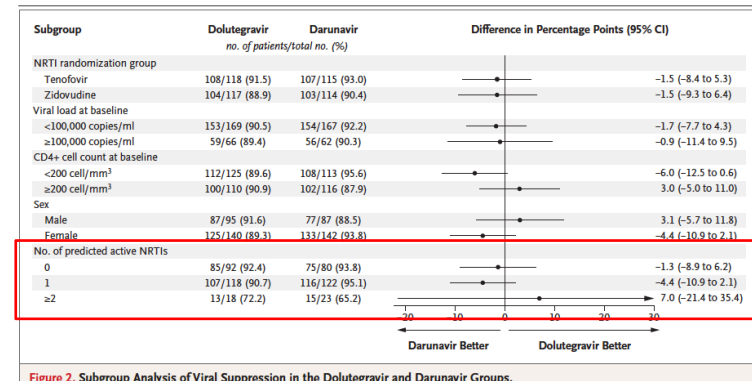 Subgroup Dolutegravir Darunavir Difference in Percentage Points (95% CI)
no. of patients/total no. (%)
NRTI randomization group
Tenofovir 108/118 (91.5) 107/115 (93.0) −1.5 (−8.4 to 5.3)
Zidovudine 104/117 (88.9) 103/114 (90.4) −1.5 (−9.3 to 6.4)
Viral load at baseline
<100,000 copies/ml 153/169 (90.5) 154/167 (92.2) −1.7 (−7.7 to 4.3)
≥100,000 copies/ml 59/66 (89.4) 56/62 (90.3) −0.9 (−11.4 to 9.5)
CD4+ cell count at baseline
<200 cell/mm³ 112/125 (89.6) 108/113 (95.6) −6.0 (−12.5 to 0.6)
≥200 cell/mm³ 100/110 (90.9) 102/116 (87.9) 3.0 (−5.0 to 11.0)
Sex
Male 87/95 (91.6) 77/87 (88.5) 3.1 (−5.7 to 11.8)
Female 125/140 (89.3) 133/142 (93.8) −4.4 (−10.9 to 2.1)
No. of predicted active NRTIs
0 85/92 (92.4) 75/80 (93.8) −1.3 (−8.9 to 6.2)
1 107/118 (90.7) 116/122 (95.1) −4.4 (−10.9 to 2.1)
≥2 13/18 (72.2) 15/23 (65.2) 7.0 (−21.4 to 35.4)
−20 −10 0 10 20 30
Darunavir Better Dolutegravir Better
Figure 2. Subgroup Analysis of Viral Suppression in the Dolutegravir and Darunavir Groups.